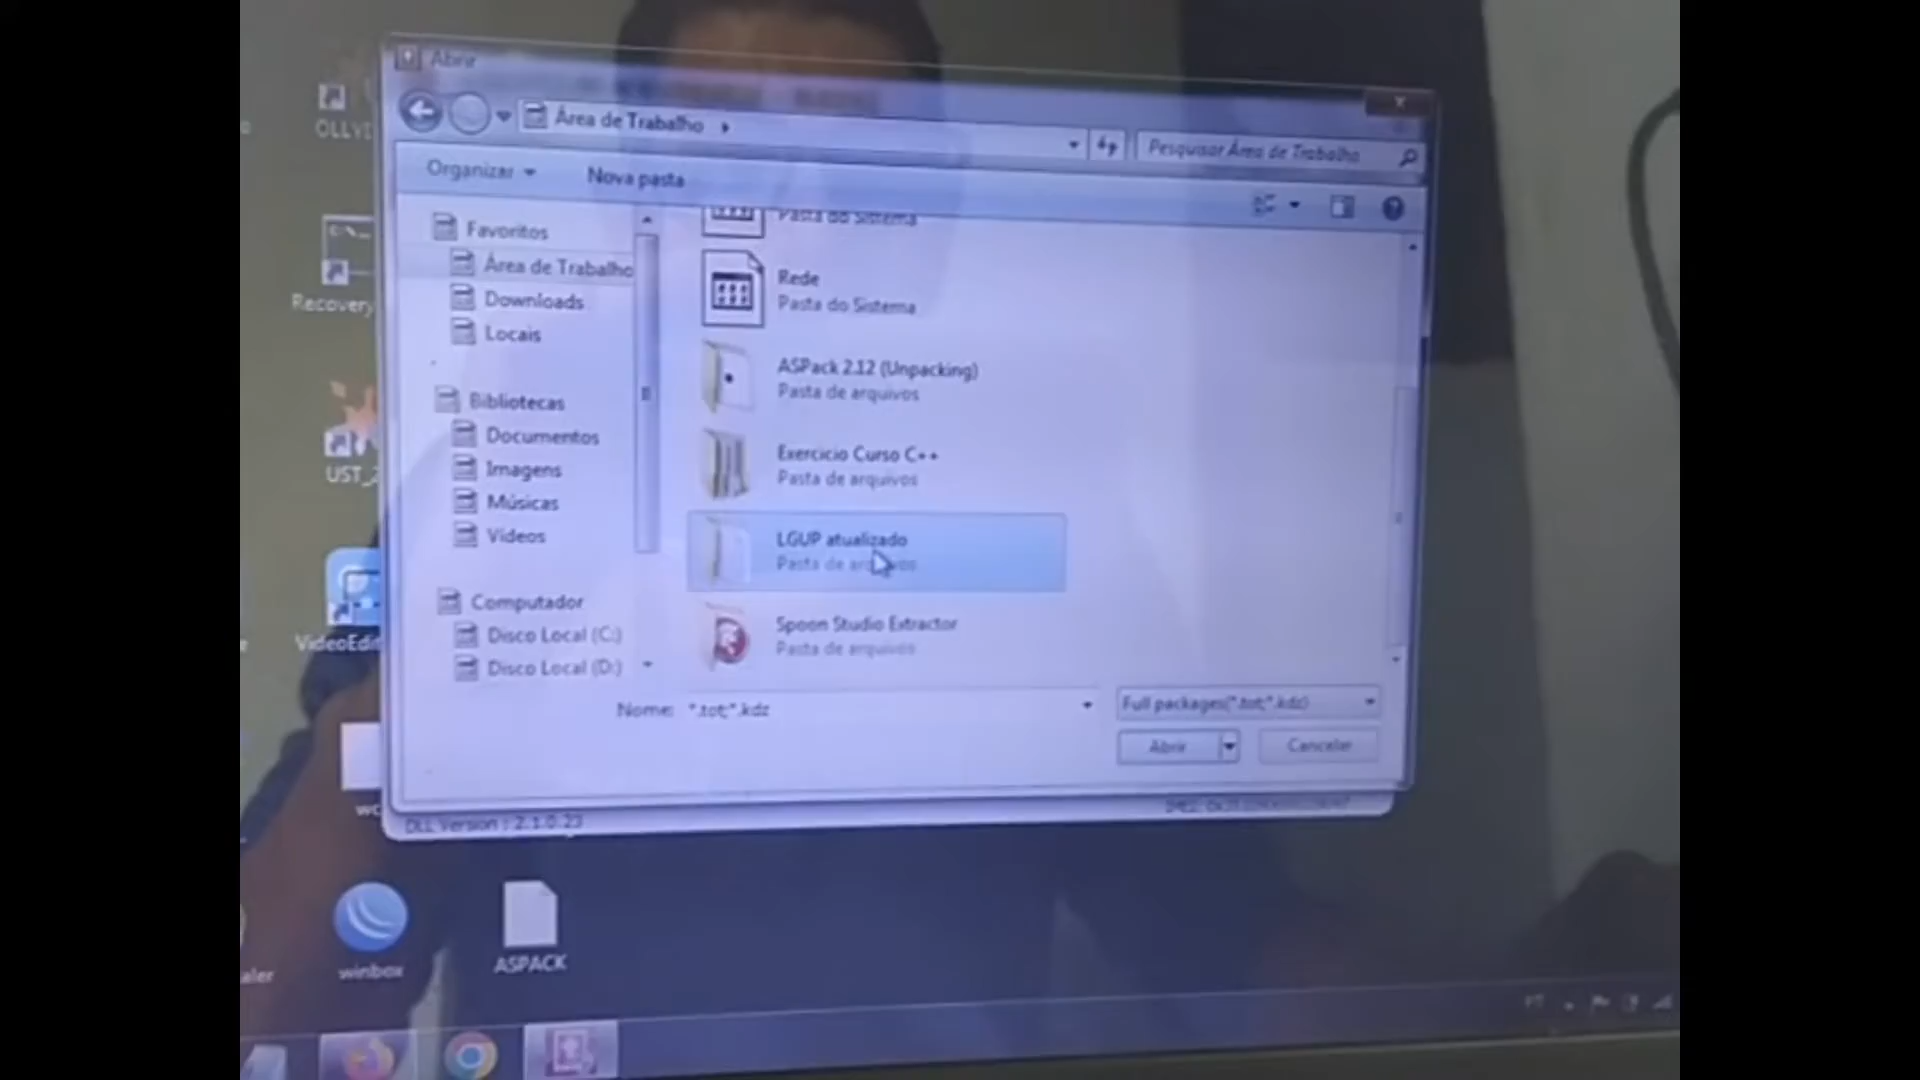 Abrir
Área de Trabalho
Pesquisar Área de Trabalho
Organizar
Nova pasta
Favoritos
Área de Trabalho
Downloads
Locais
Bibliotecas
Documentos
Imagens
Músicas
Vídeos
Computador
Disco Local (C:)
Disco Local (D:)
Pasta do Sistema
Rede
Pasta do Sistema
ASPack 2.12 (Unpacking)
Pasta de arquivos
Exercicio Curso C++
Pasta de arquivos
LGUP atualizado
Pasta de arquivos
Spoon Studio Extractor
Pasta de arquivos
Nome:
*.tot;*.kdz
Full packages(*.tot;*.kdz)
Abrir
Cancelar
DLL Version : 2.1.0.23
Recovery
UST_2
VideoEdi
winbox
ASPACK
PT